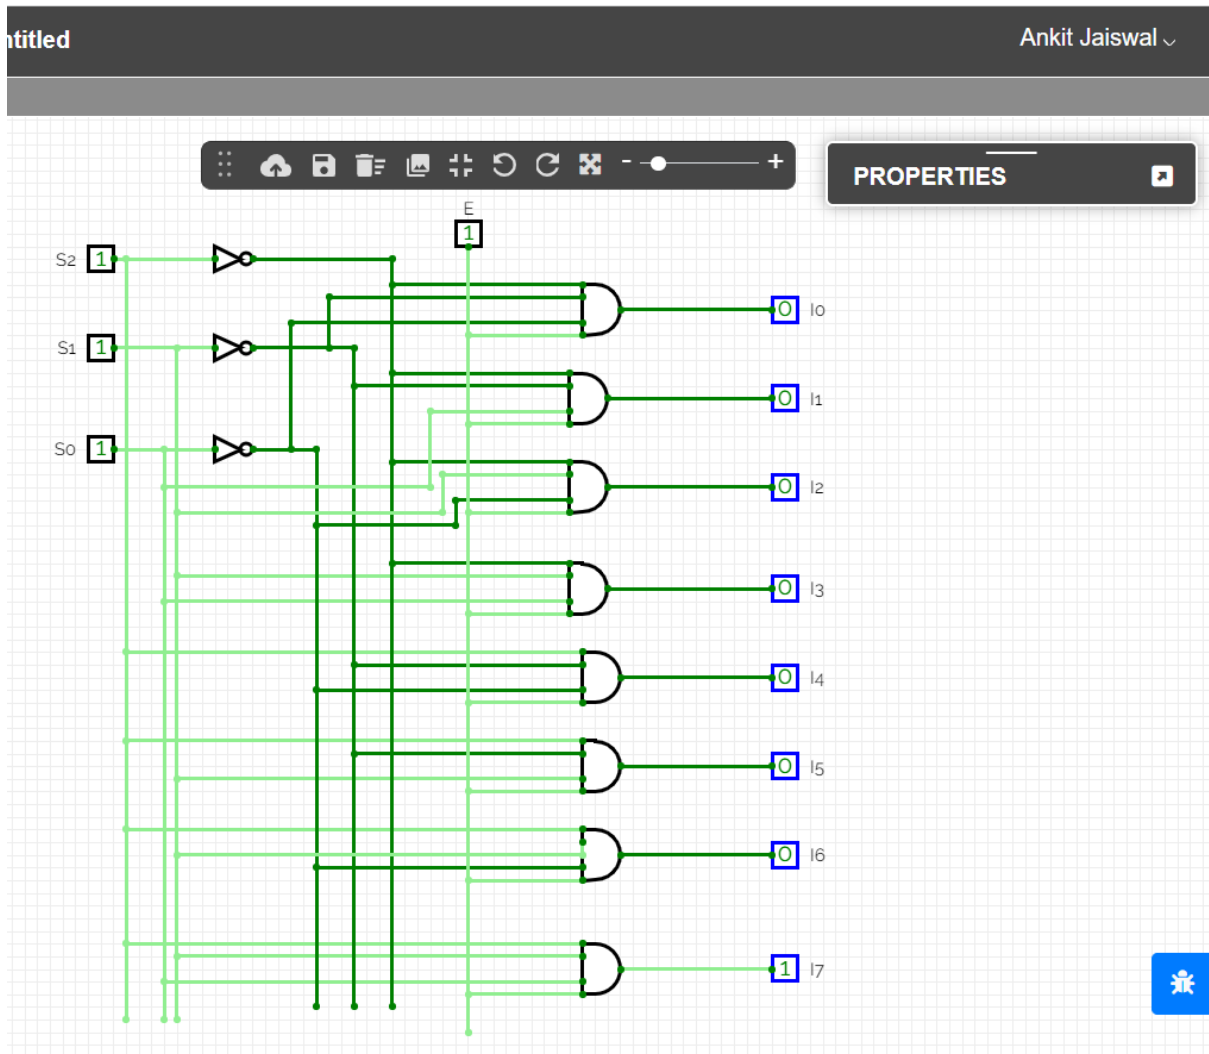 ntitled
Ankit Jaiswal
- +
PROPERTIES
E
1
S2 1
0 I0
S1 1
0 I1
S0 1
0 I2
0 I3
0 I4
0 I5
0 I6
1 I7